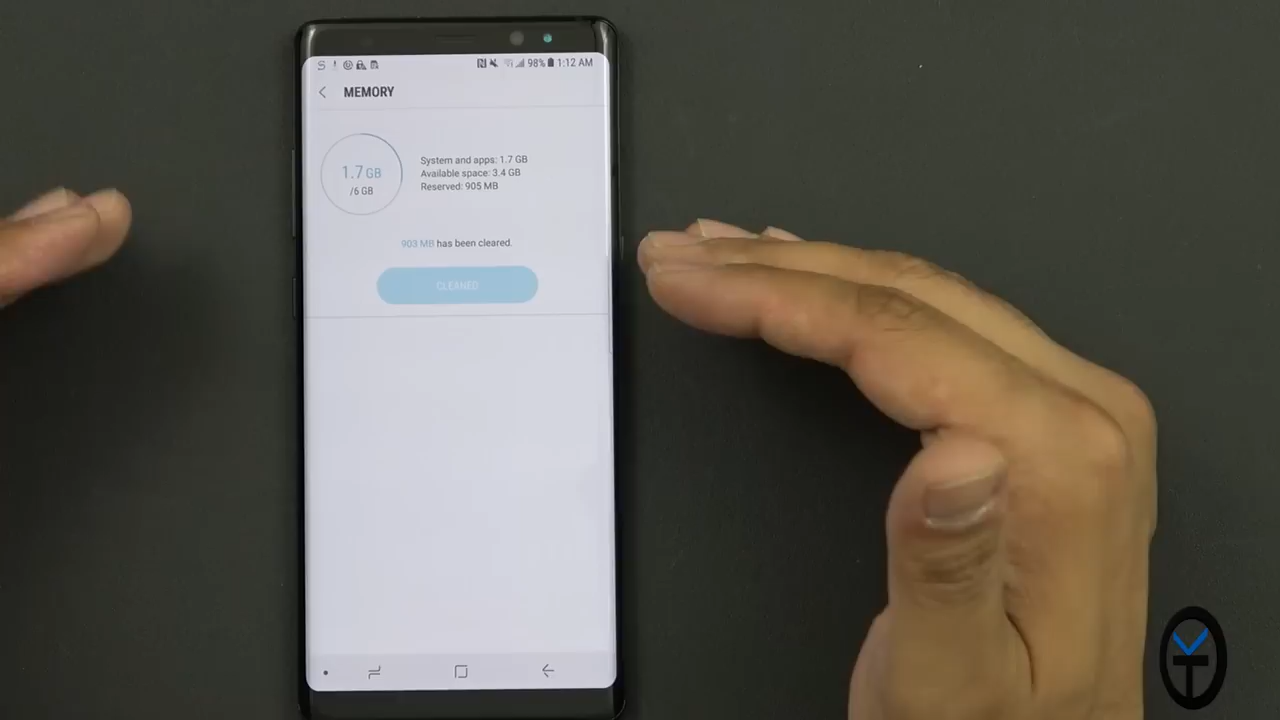 98% 1:12 AM
MEMORY
1.7 GB
/6 GB
System and apps: 1.7 GB
Available space: 3.4 GB
Reserved: 905 MB
903 MB has been cleared.
CLEANED